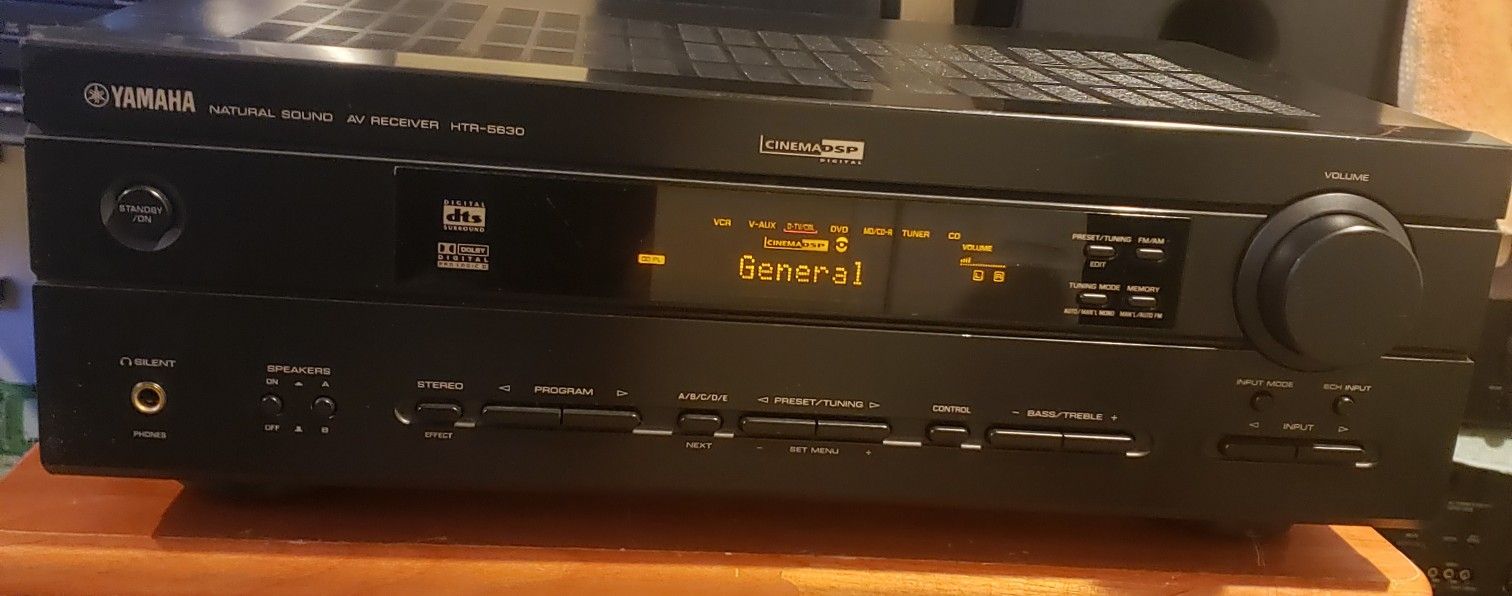 YAMAHA NATURAL SOUND AV RECEIVER HTR-5630
CINEMA DSP
DIGITAL
VOLUME
STANDBY
/ON
DIGITAL
dts
SURROUND
DOLBY
DIGITAL
PRO LOGIC II
VCR V-AUX D-TV/CBL DVD MD/CD-R TUNER CD
CINEMA DSP
VOLUME
General
L R
PRESET/TUNING FM/AM
EDIT
TUNING MODE MEMORY
AUTO/MAN'L MONO MAN'L/AUTO FM
SILENT
PHONES
SPEAKERS
ON A
OFF B
STEREO
EFFECT
PROGRAM
A/B/C/D/E
NEXT
PRESET/TUNING
− SET MENU +
CONTROL
− BASS/TREBLE +
INPUT MODE 6CH INPUT
INPUT